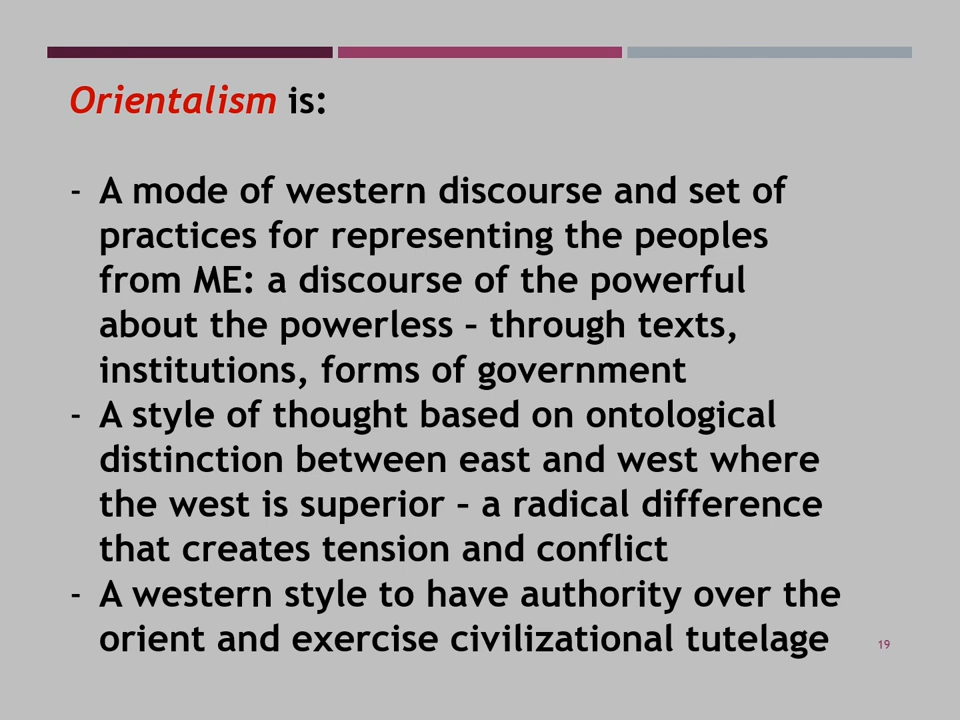 Orientalism is:
- A mode of western discourse and set of
practices for representing the peoples
from ME: a discourse of the powerful
about the powerless – through texts,
institutions, forms of government
- A style of thought based on ontological
distinction between east and west where
the west is superior – a radical difference
that creates tension and conflict
- A western style to have authority over the
orient and exercise civilizational tutelage
19